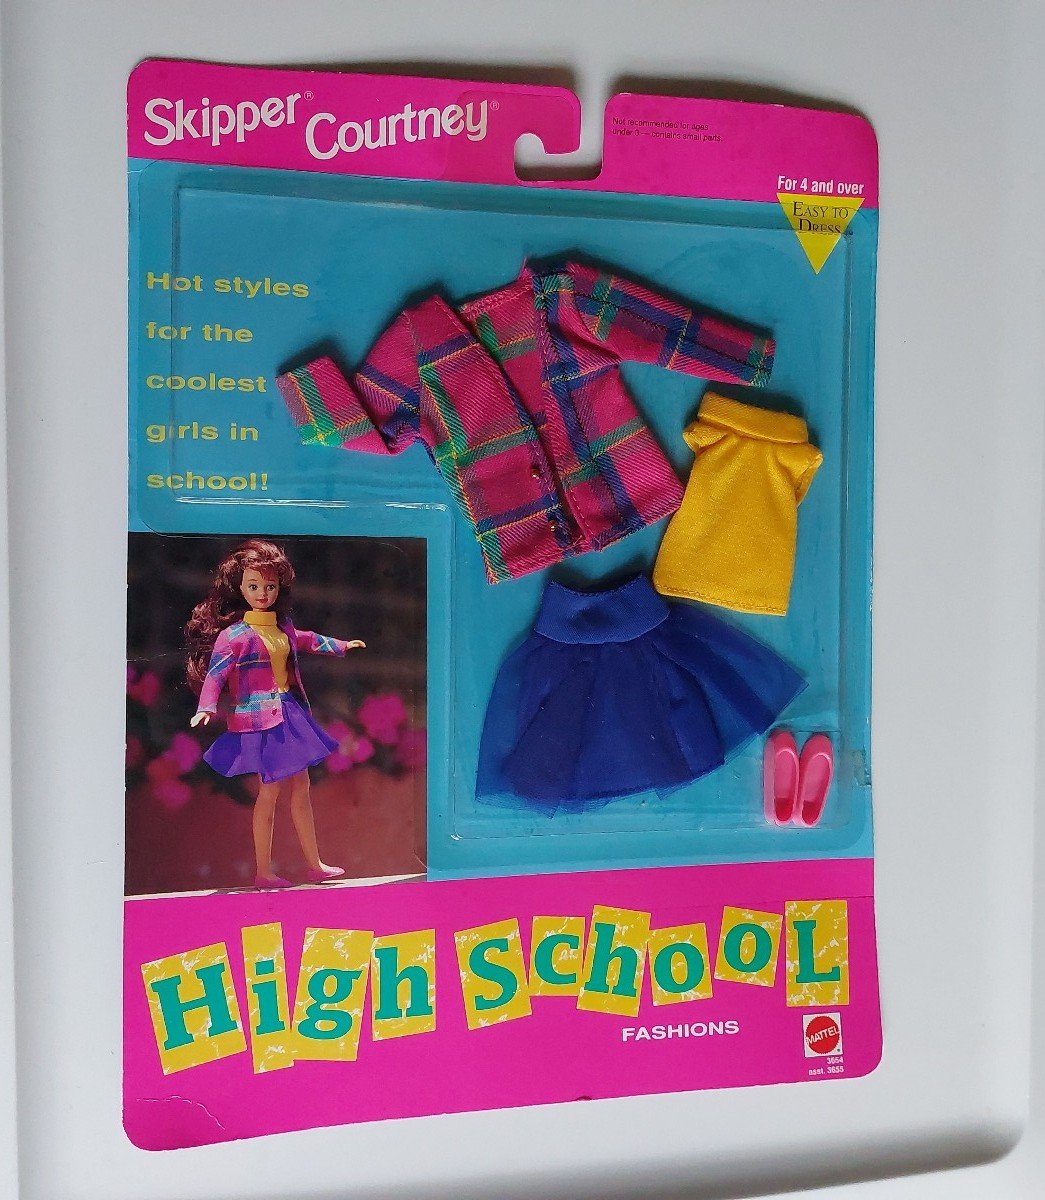 Skipper® Courtney®
Not recommended for ages
under 3 — contains small parts.
For 4 and over
EASY TO
DRESS™
Hot styles
for the
coolest
girls in
school!
High School
FASHIONS
MATTEL®
3654
asst. 3655